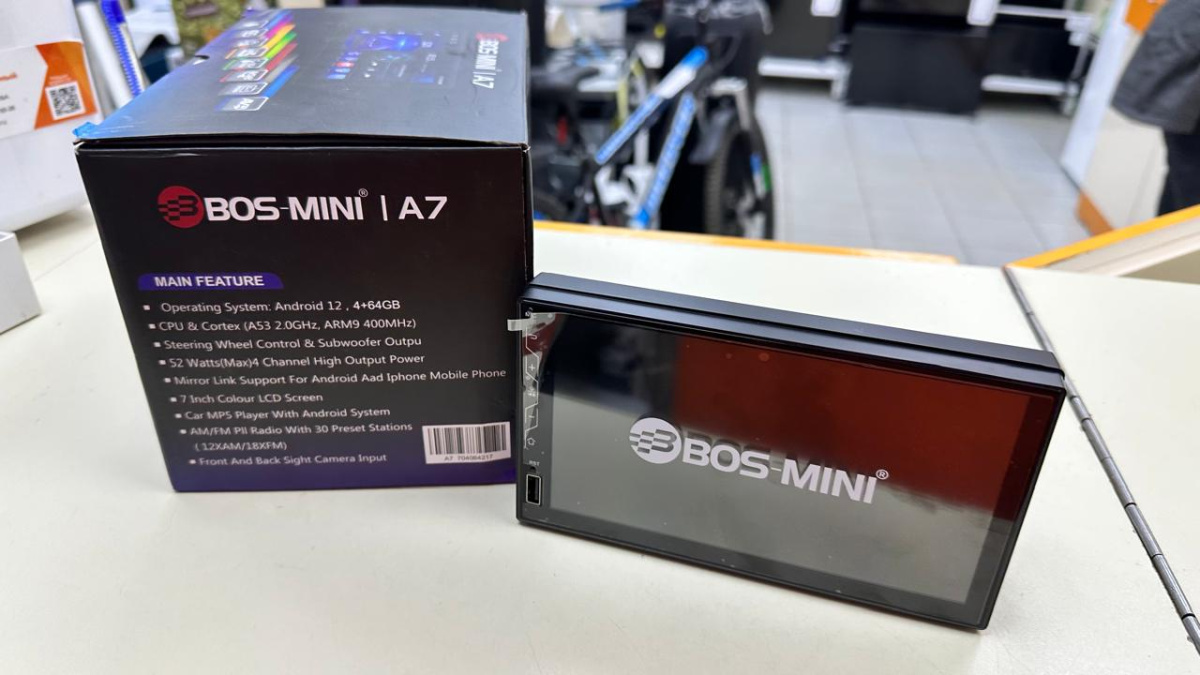 BOS-MINI | A7
BOS-MINI® | A7
MAIN FEATURE
▪ Operating System: Android 12 , 4+64GB
▪ CPU & Cortex (A53 2.0GHz, ARM9 400MHz)
▪ Steering Wheel Control & Subwoofer Outpu
▪ 52 Watts(Max)4 Channel High Output Power
▪ Mirror Link Support For Android Aad Iphone Mobile Phone
▪ 7 Inch Colour LCD Screen
▪ Car MP5 Player With Android System
▪ AM/FM Pll Radio With 30 Preset Stations
( 12XAM/18XFM)
▪ Front And Back Sight Camera Input
BOS-MINI®